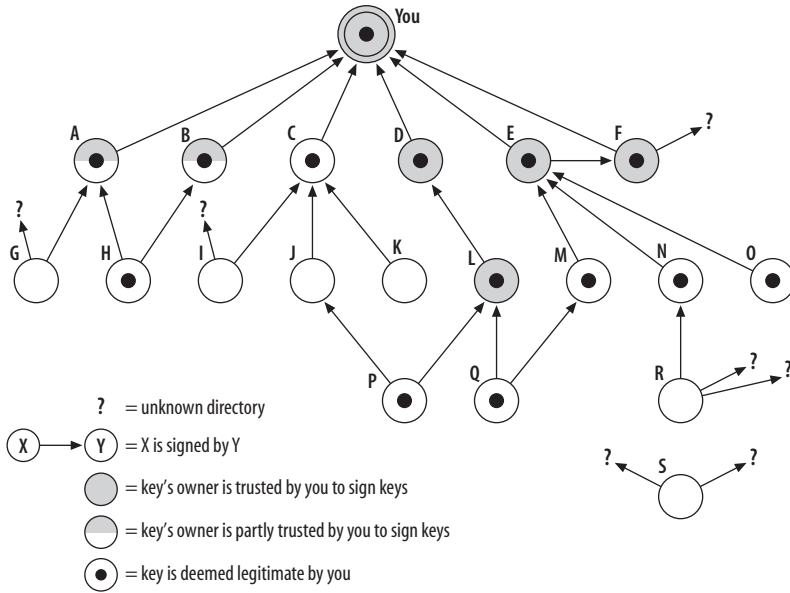 You
A B C D E F ?
? ?
G H I J K L M N O
P Q R ? ?
? = unknown directory
X Y = X is signed by Y
? S ?
= key's owner is trusted by you to sign keys
= key's owner is partly trusted by you to sign keys
= key is deemed legitimate by you